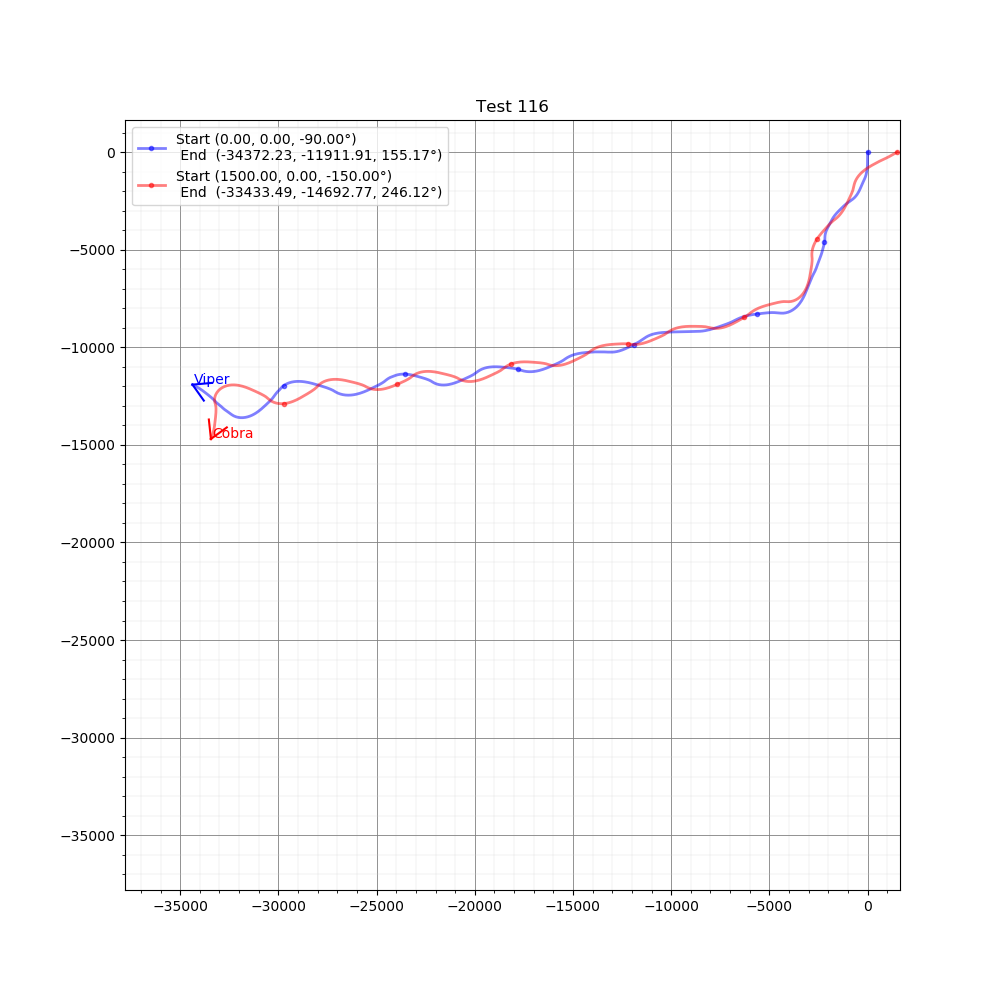 Test 116
Start (0.00, 0.00, -90.00°)
End  (-34372.23, -11911.91, 155.17°)
Start (1500.00, 0.00, -150.00°)
End  (-33433.49, -14692.77, 246.12°)
0
−5000
−10000
−15000
−20000
−25000
−30000
−35000
Viper
Cobra
−35000 −30000 −25000 −20000 −15000 −10000 −5000 0